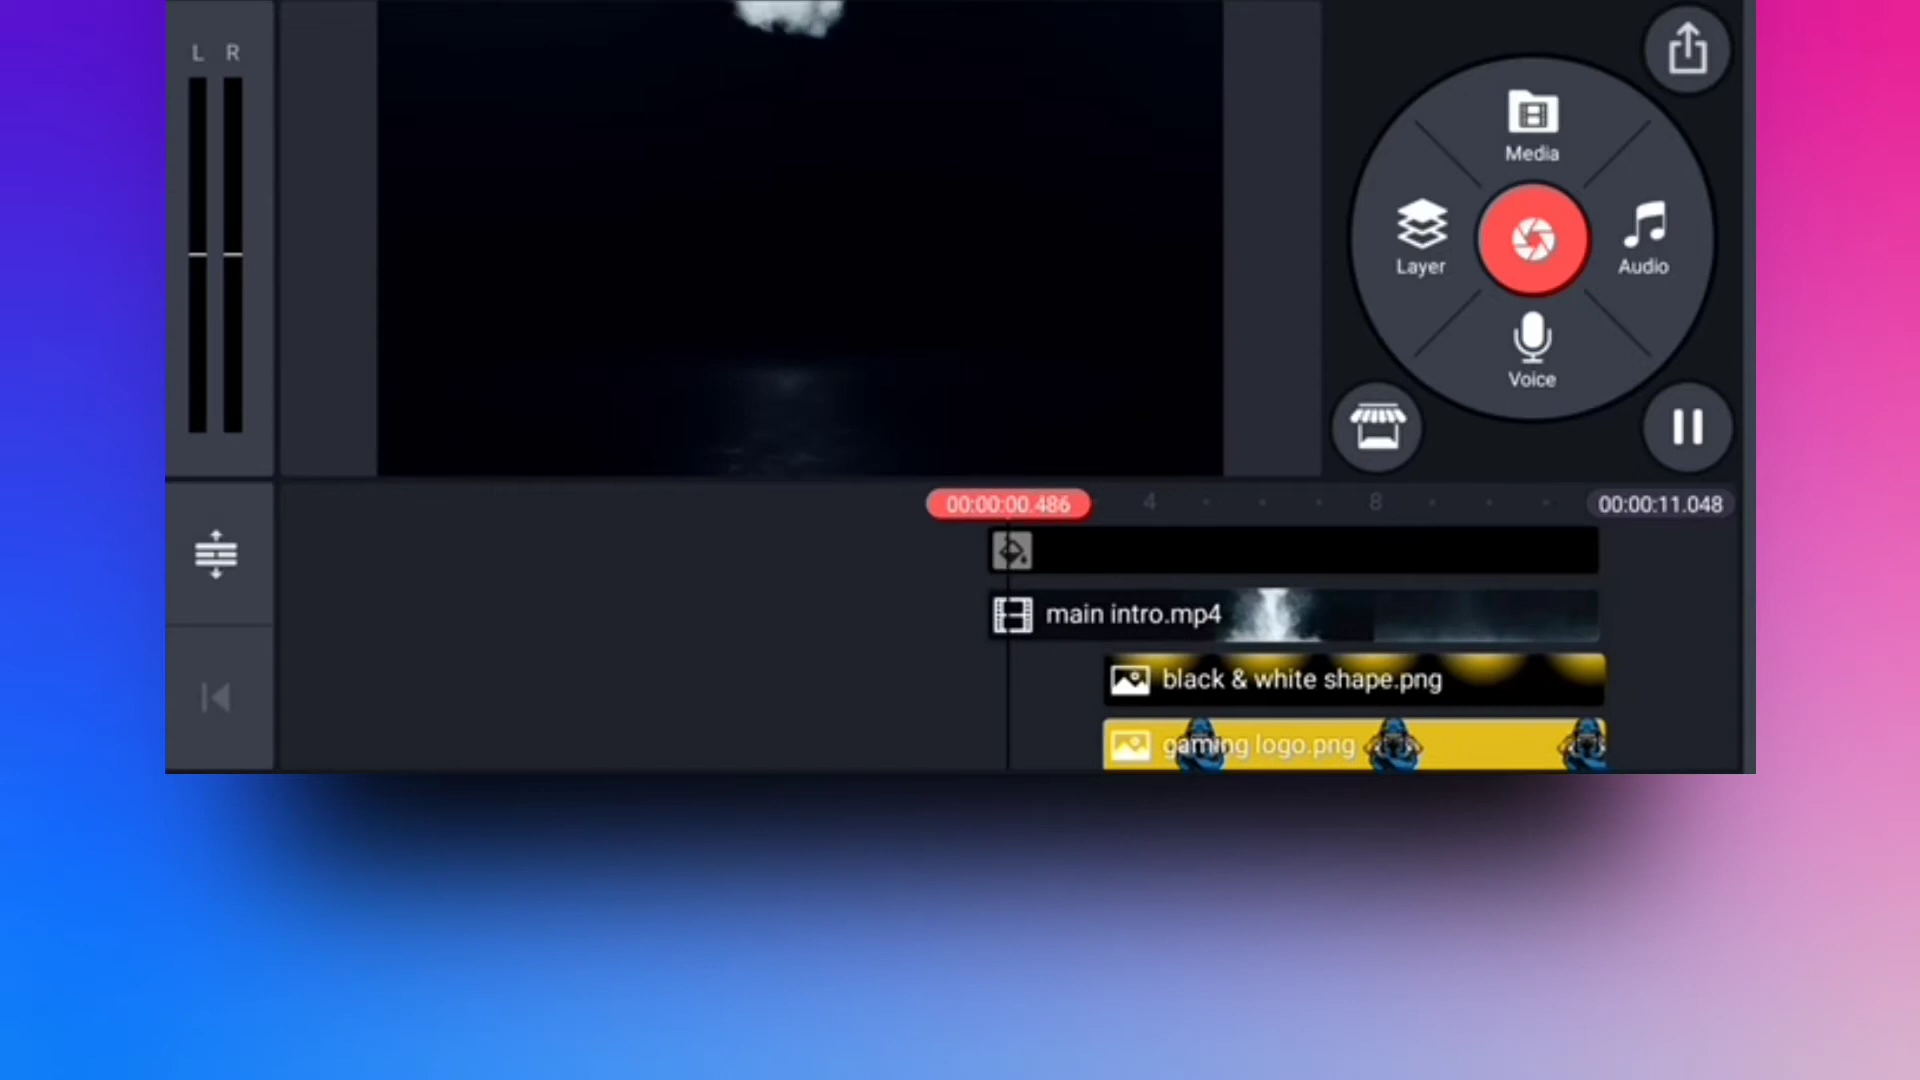 L R
Media
Layer
Audio
Voice
00:00:00.486 4 8 00:00:11.048
main intro.mp4
black & white shape.png
gaming logo.png